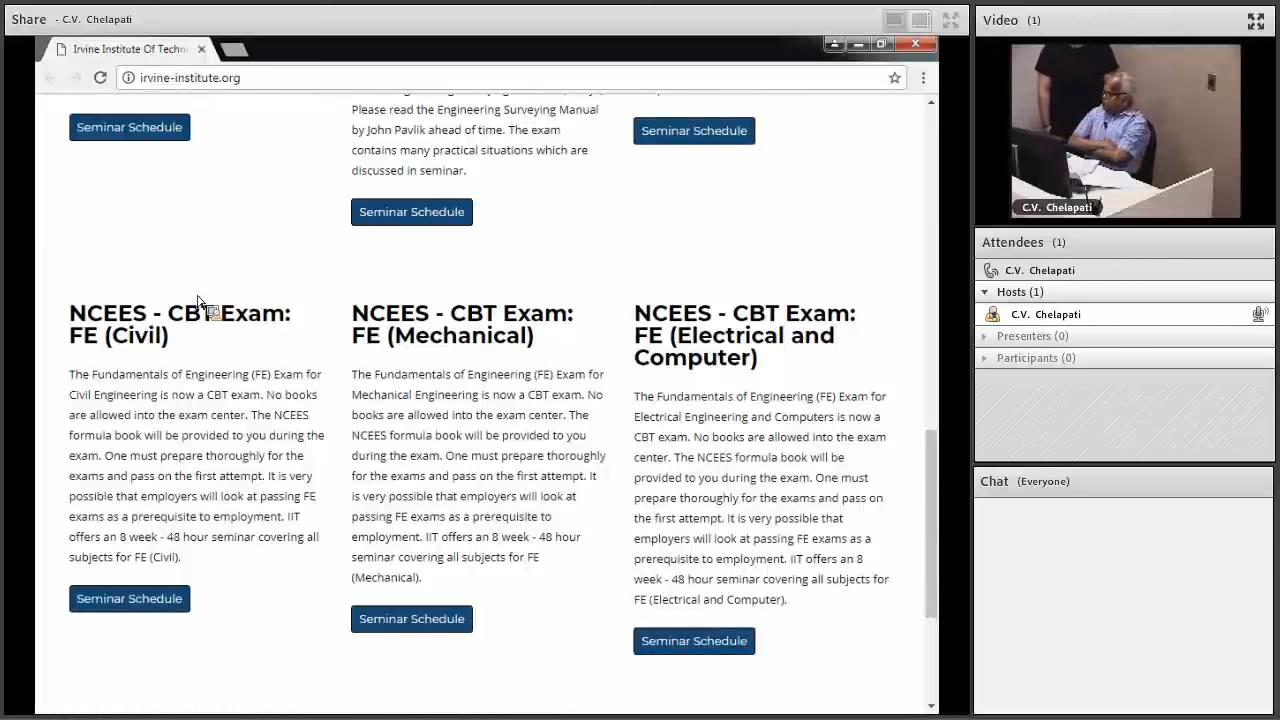 Share - C.V. Chelapati
Irvine Institute Of Techn
irvine-institute.org
Seminar Schedule
Please read the Engineering Surveying Manual
by John Pavlik ahead of time. The exam
contains many practical situations which are
discussed in seminar.
Seminar Schedule
Seminar Schedule
NCEES - CBT Exam:
FE (Civil)
The Fundamentals of Engineering (FE) Exam for
Civil Engineering is now a CBT exam. No books
are allowed into the exam center. The NCEES
formula book will be provided to you during the
exam. One must prepare thoroughly for the
exams and pass on the first attempt. It is very
possible that employers will look at passing FE
exams as a prerequisite to employment. IIT
offers an 8 week - 48 hour seminar covering all
subjects for FE (Civil).
Seminar Schedule
NCEES - CBT Exam:
FE (Mechanical)
The Fundamentals of Engineering (FE) Exam for
Mechanical Engineering is now a CBT exam. No
books are allowed into the exam center. The
NCEES formula book will be provided to you
during the exam. One must prepare thoroughly
for the exams and pass on the first attempt. It
is very possible that employers will look at
passing FE exams as a prerequisite to
employment. IIT offers an 8 week - 48 hour
seminar covering all subjects for FE
(Mechanical).
Seminar Schedule
NCEES - CBT Exam:
FE (Electrical and
Computer)
The Fundamentals of Engineering (FE) Exam for
Electrical Engineering and Computers is now a
CBT exam. No books are allowed into the exam
center. The NCEES formula book will be
provided to you during the exam. One must
prepare thoroughly for the exams and pass on
the first attempt. It is very possible that
employers will look at passing FE exams as a
prerequisite to employment. IIT offers an 8
week - 48 hour seminar covering all subjects for
FE (Electrical and Computer).
Seminar Schedule
Video (1)
C.V. Chelapati
Attendees (1)
C.V. Chelapati
Hosts (1)
C.V. Chelapati
Presenters (0)
Participants (0)
Chat (Everyone)